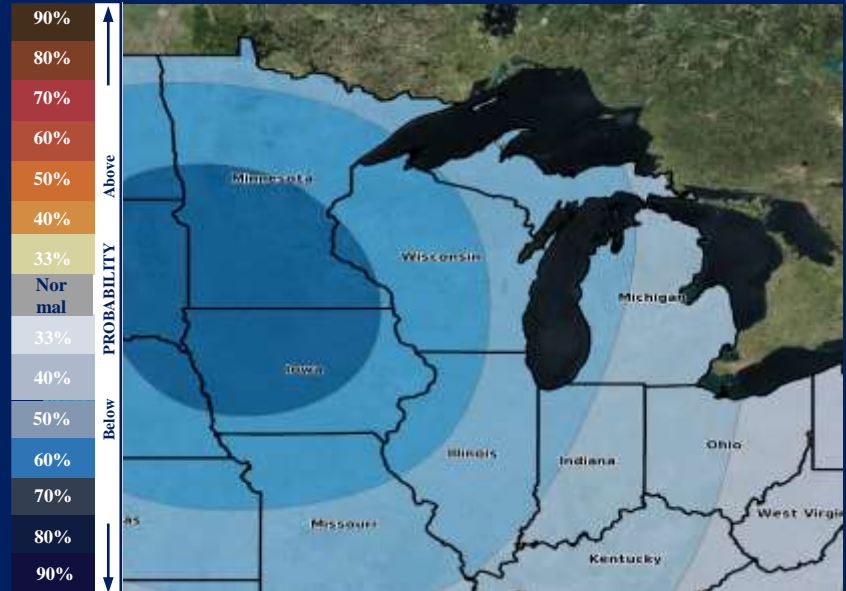 90%
80%
70%
60%
50%
40%
33%
Nor
mal
33%
40%
50%
60%
70%
80%
90%
Above
PROBABILITY
Below
Minnesota
Wisconsin
Michigan
Iowa
Illinois
Indiana
Ohio
as
Missouri
West Virgi
Kentucky